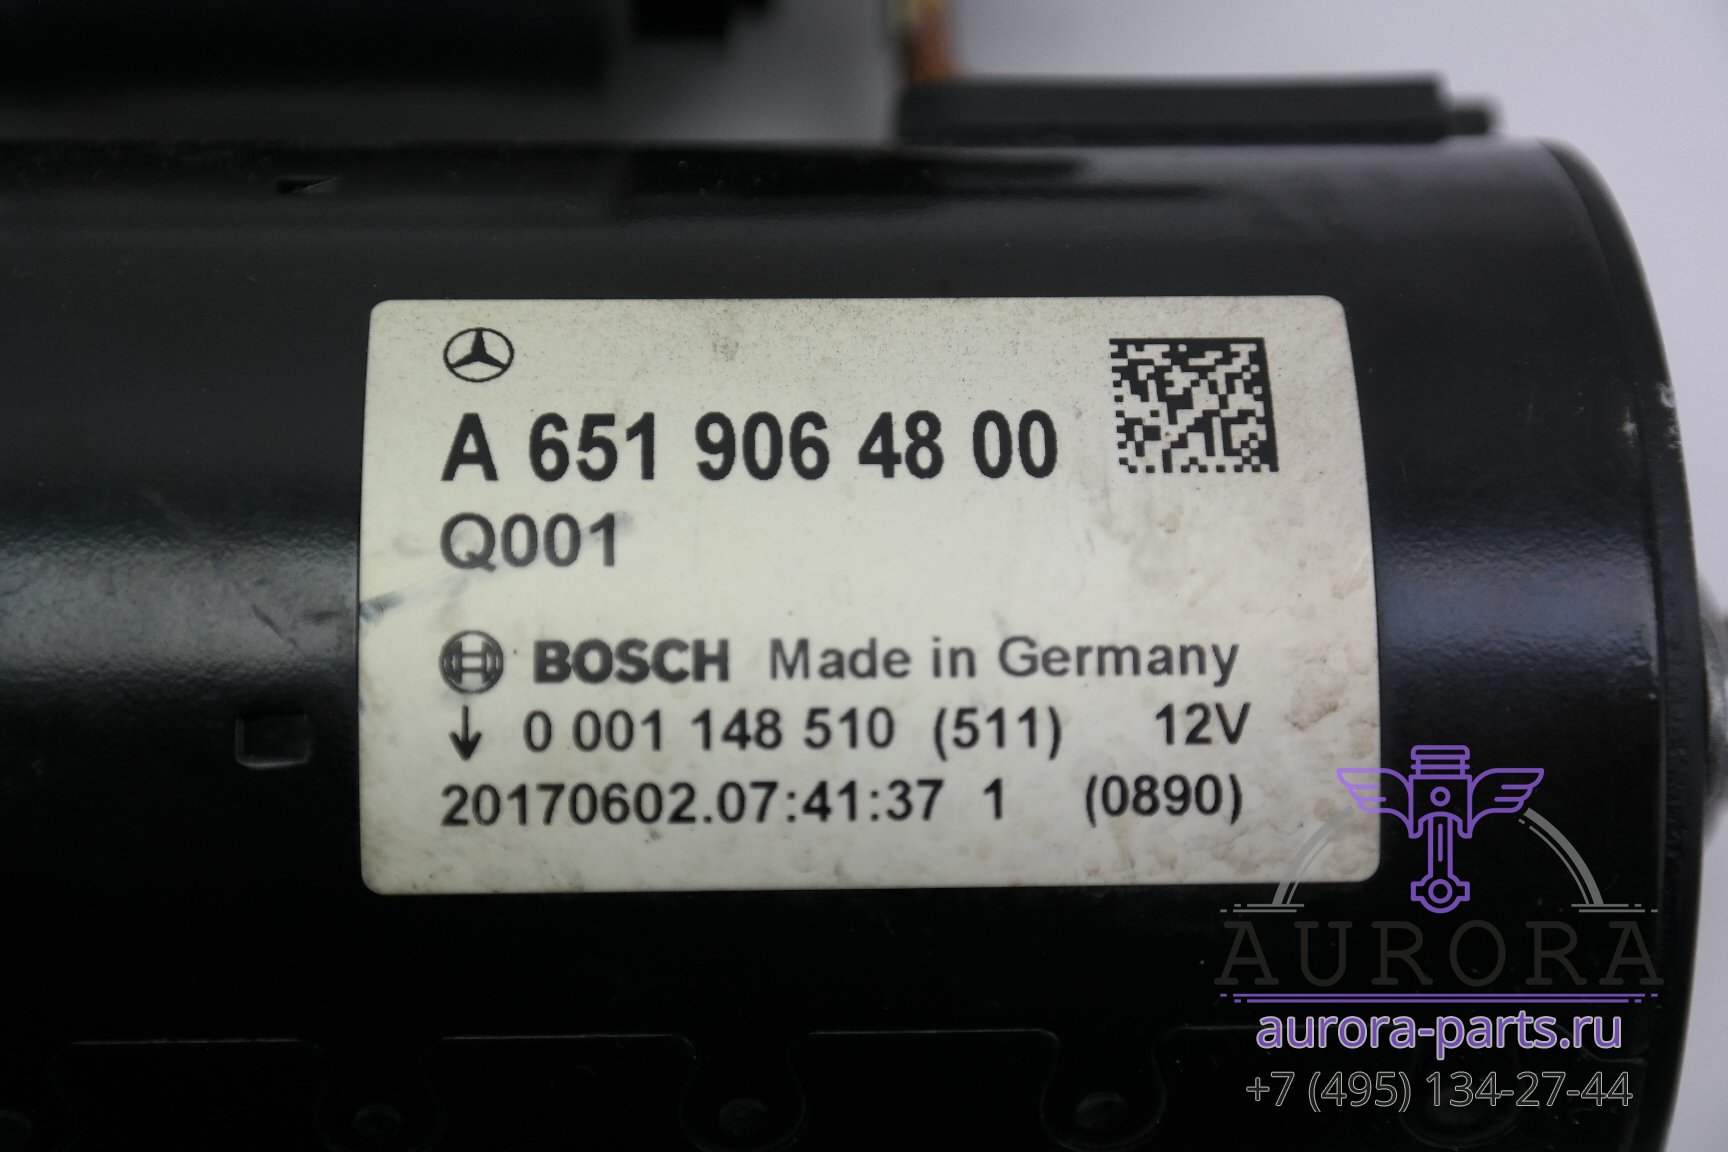 A 651 906 48 00
Q001
BOSCH Made in Germany
↓ 0 001 148 510 (511) 12V
20170602.07:41:37 1 (0890)
AURORA
aurora-parts.ru
+7 (495) 134-27-44